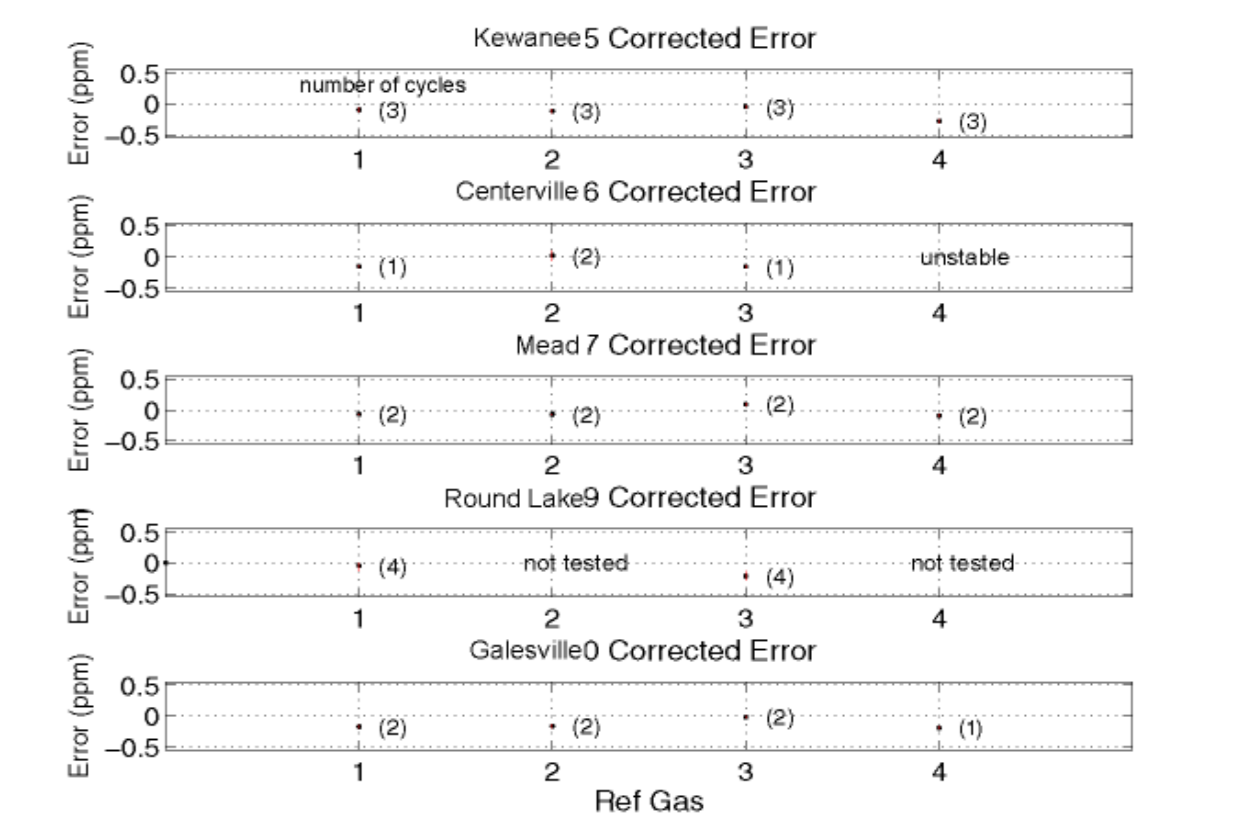 Kewanee 5 Corrected Error
Error (ppm)
0.5
number of cycles
0
(3) (3) (3) (3)
−0.5
1 2 3 4
Centerville 6 Corrected Error
Error (ppm)
0.5
0
(1) (2) (1) unstable
−0.5
1 2 3 4
Mead 7 Corrected Error
Error (ppm)
0.5
0
(2) (2) (2) (2)
−0.5
1 2 3 4
Round Lake9 Corrected Error
Error (ppm)
0.5
0
(4) not tested (4) not tested
−0.5
1 2 3 4
Galesville0 Corrected Error
Error (ppm)
0.5
0
(2) (2) (2) (1)
−0.5
1 2 3 4
Ref Gas